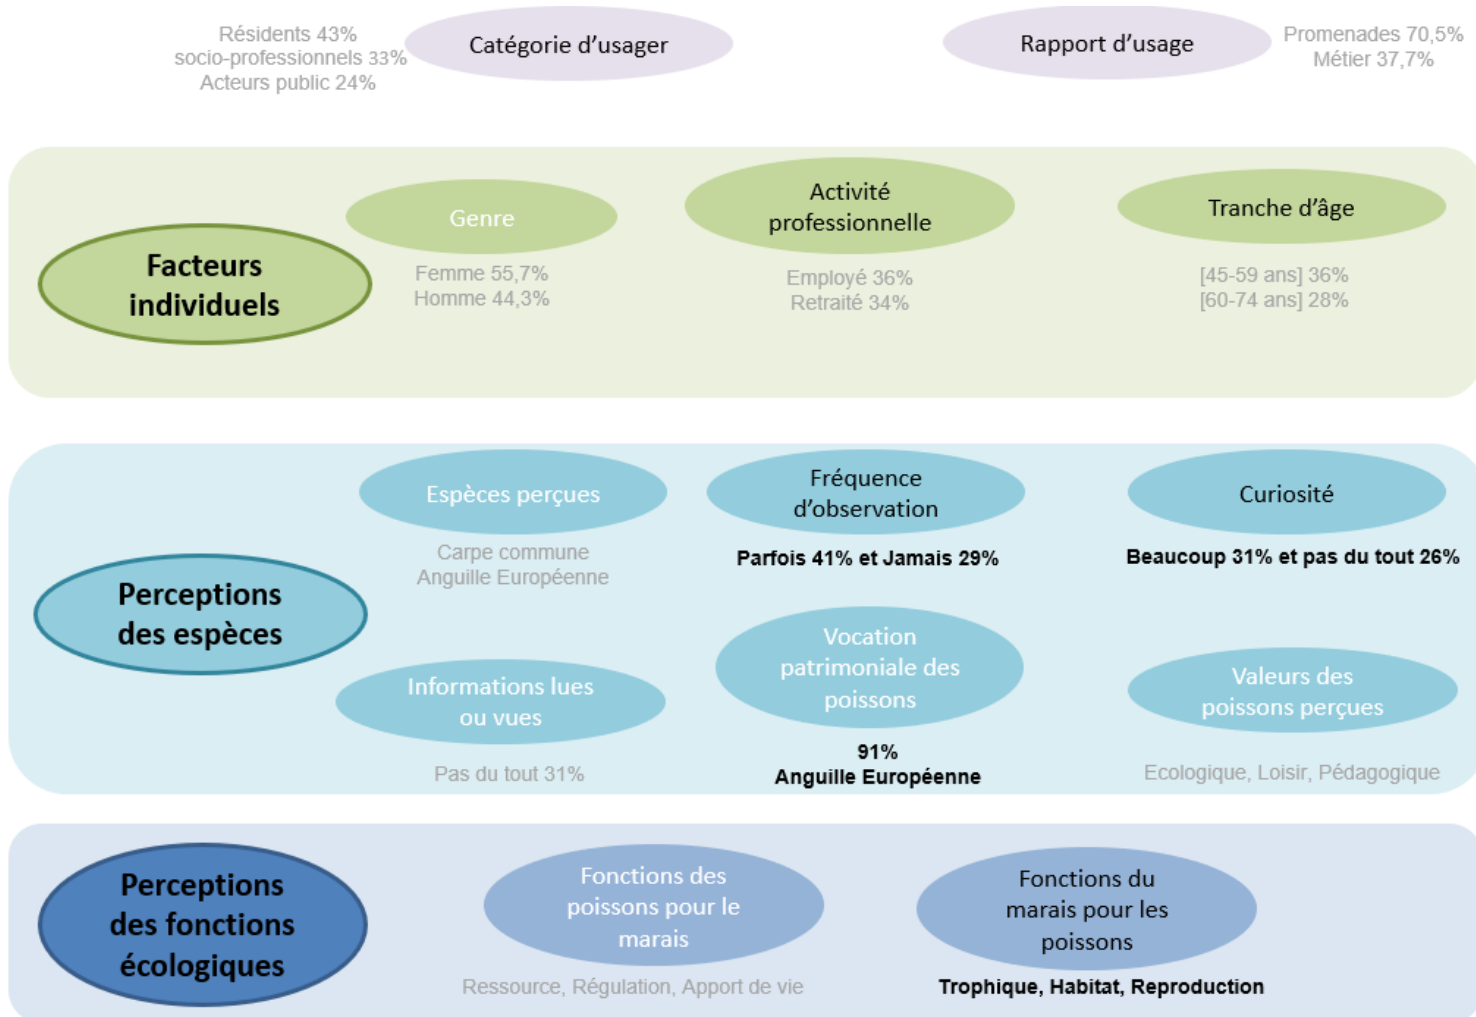 Résidents 43%
socio-professionnels 33%
Acteurs public 24%
Catégorie d'usager
Rapport d'usage
Promenades 70,5%
Métier 37,7%
Facteurs
individuels
Genre
Femme 55,7%
Homme 44,3%
Activité
professionnelle
Employé 36%
Retraité 34%
Tranche d'âge
[45-59 ans] 36%
[60-74 ans] 28%
Perceptions
des espèces
Espèces perçues
Carpe commune
Anguille Européenne
Fréquence
d'observation
Parfois 41% et Jamais 29%
Curiosité
Beaucoup 31% et pas du tout 26%
Informations lues
ou vues
Pas du tout 31%
Vocation
patrimoniale des
poissons
91%
Anguille Européenne
Valeurs des
poissons perçues
Ecologique, Loisir, Pédagogique
Perceptions
des fonctions
écologiques
Fonctions des
poissons pour le
marais
Ressource, Régulation, Apport de vie
Fonctions du
marais pour les
poissons
Trophique, Habitat, Reproduction